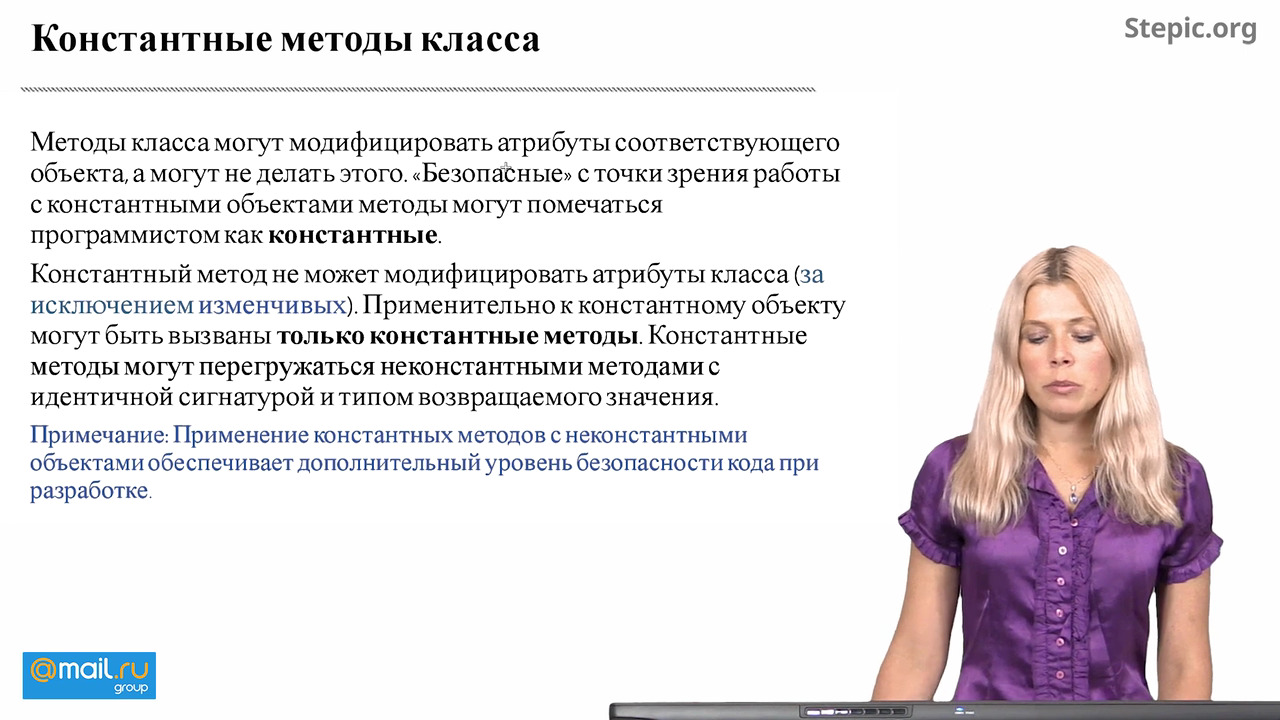 Константные методы класса
Stepic.org
Методы класса могут модифицировать атрибуты соответствующего
объекта, а могут не делать этого. «Безопасные» с точки зрения работы
с константными объектами методы могут помечаться
программистом как константные.
Константный метод не может модифицировать атрибуты класса (за
исключением изменчивых). Применительно к константному объекту
могут быть вызваны только константные методы. Константные
методы могут перегружаться неконстантными методами с
идентичной сигнатурой и типом возвращаемого значения.
Примечание: Применение константных методов с неконстантными
объектами обеспечивает дополнительный уровень безопасности кода при
разработке.
@mail.ru
group